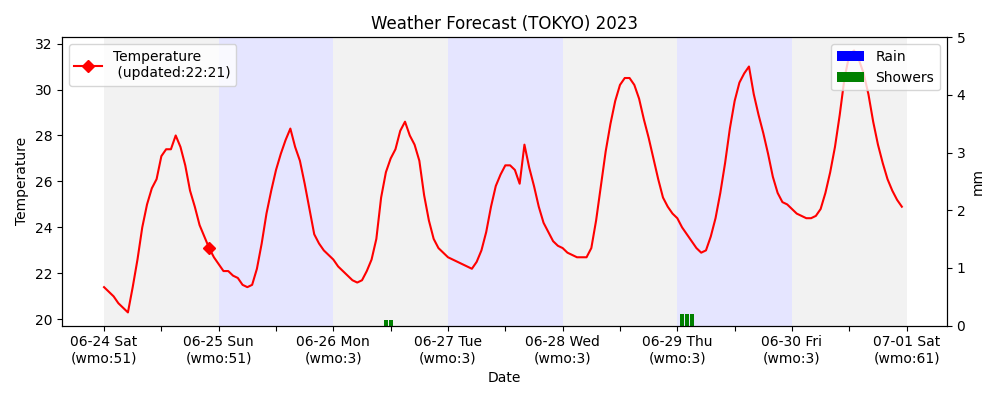 Weather Forecast (TOKYO) 2023
Temperature
(updated:22:21)
Rain
Showers
32
30
28
26
24
22
20
Temperature
5
4
3
2
1
0
mm
06-24 Sat
(wmo:51)
06-25 Sun
(wmo:51)
06-26 Mon
(wmo:3)
06-27 Tue
(wmo:3)
06-28 Wed
(wmo:3)
06-29 Thu
(wmo:3)
06-30 Fri
(wmo:3)
07-01 Sat
(wmo:61)
Date